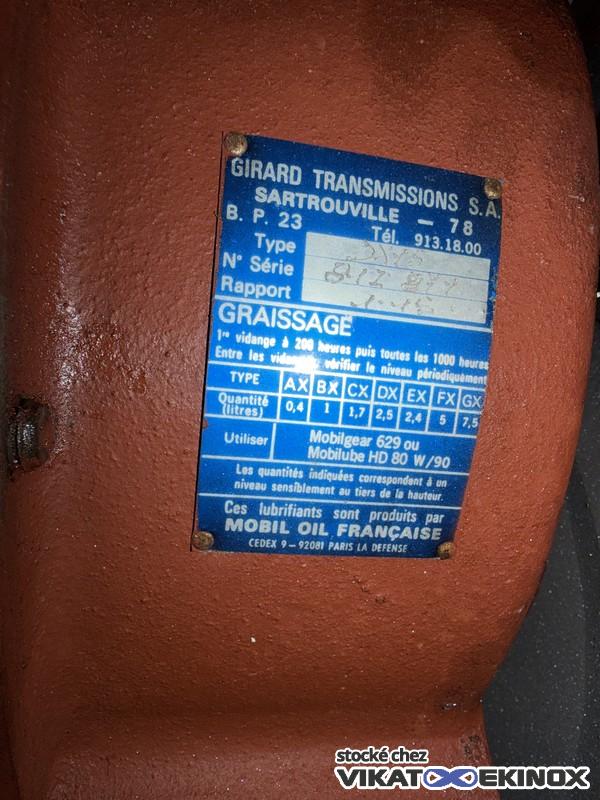 GIRARD TRANSMISSIONS S.A.
SARTROUVILLE – 78
B. P. 23 Tél. 913.18.00
Type
N° Série
Rapport
GRAISSAGE
1re vidange à 200 heures puis toutes les 1000 heures
Entre les vérifier le niveau périodiquement
TYPE AX BX CX DX EX FX GX
Quantité (litres) 0,4 1 1,7 2,5 2,4 5 7,5
Utiliser Mobilgear 629 ou
Mobilube HD 80 W/90
Les quantités indiquées correspondent à un
niveau sensiblement au tiers de la hauteur.
Ces lubrifiants sont produits par
MOBIL OIL FRANÇAISE
CEDEX 9 – 92081 PARIS LA DEFENSE
stocké chez
VIKATOO EKINOX